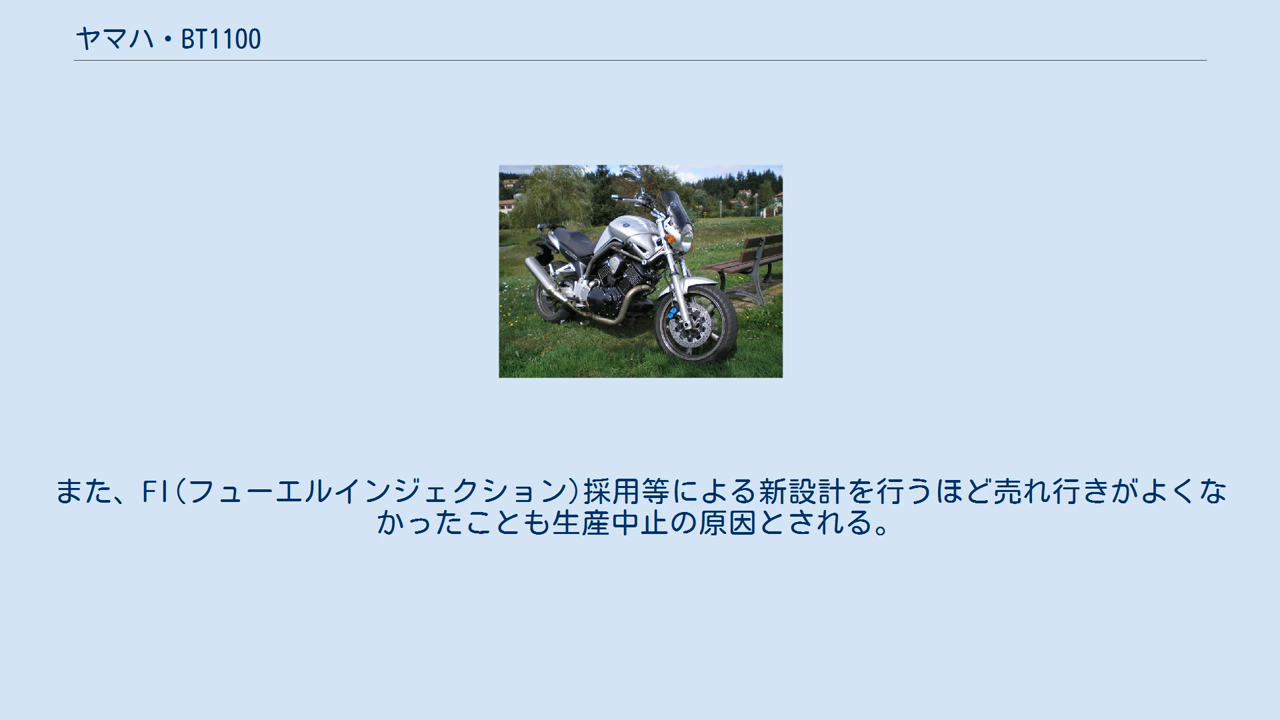 ヤマハ・BT1100
また、FI(フューエルインジェクション)採用等による新設計を行うほど売れ行きがよくな
かったことも生産中止の原因とされる。